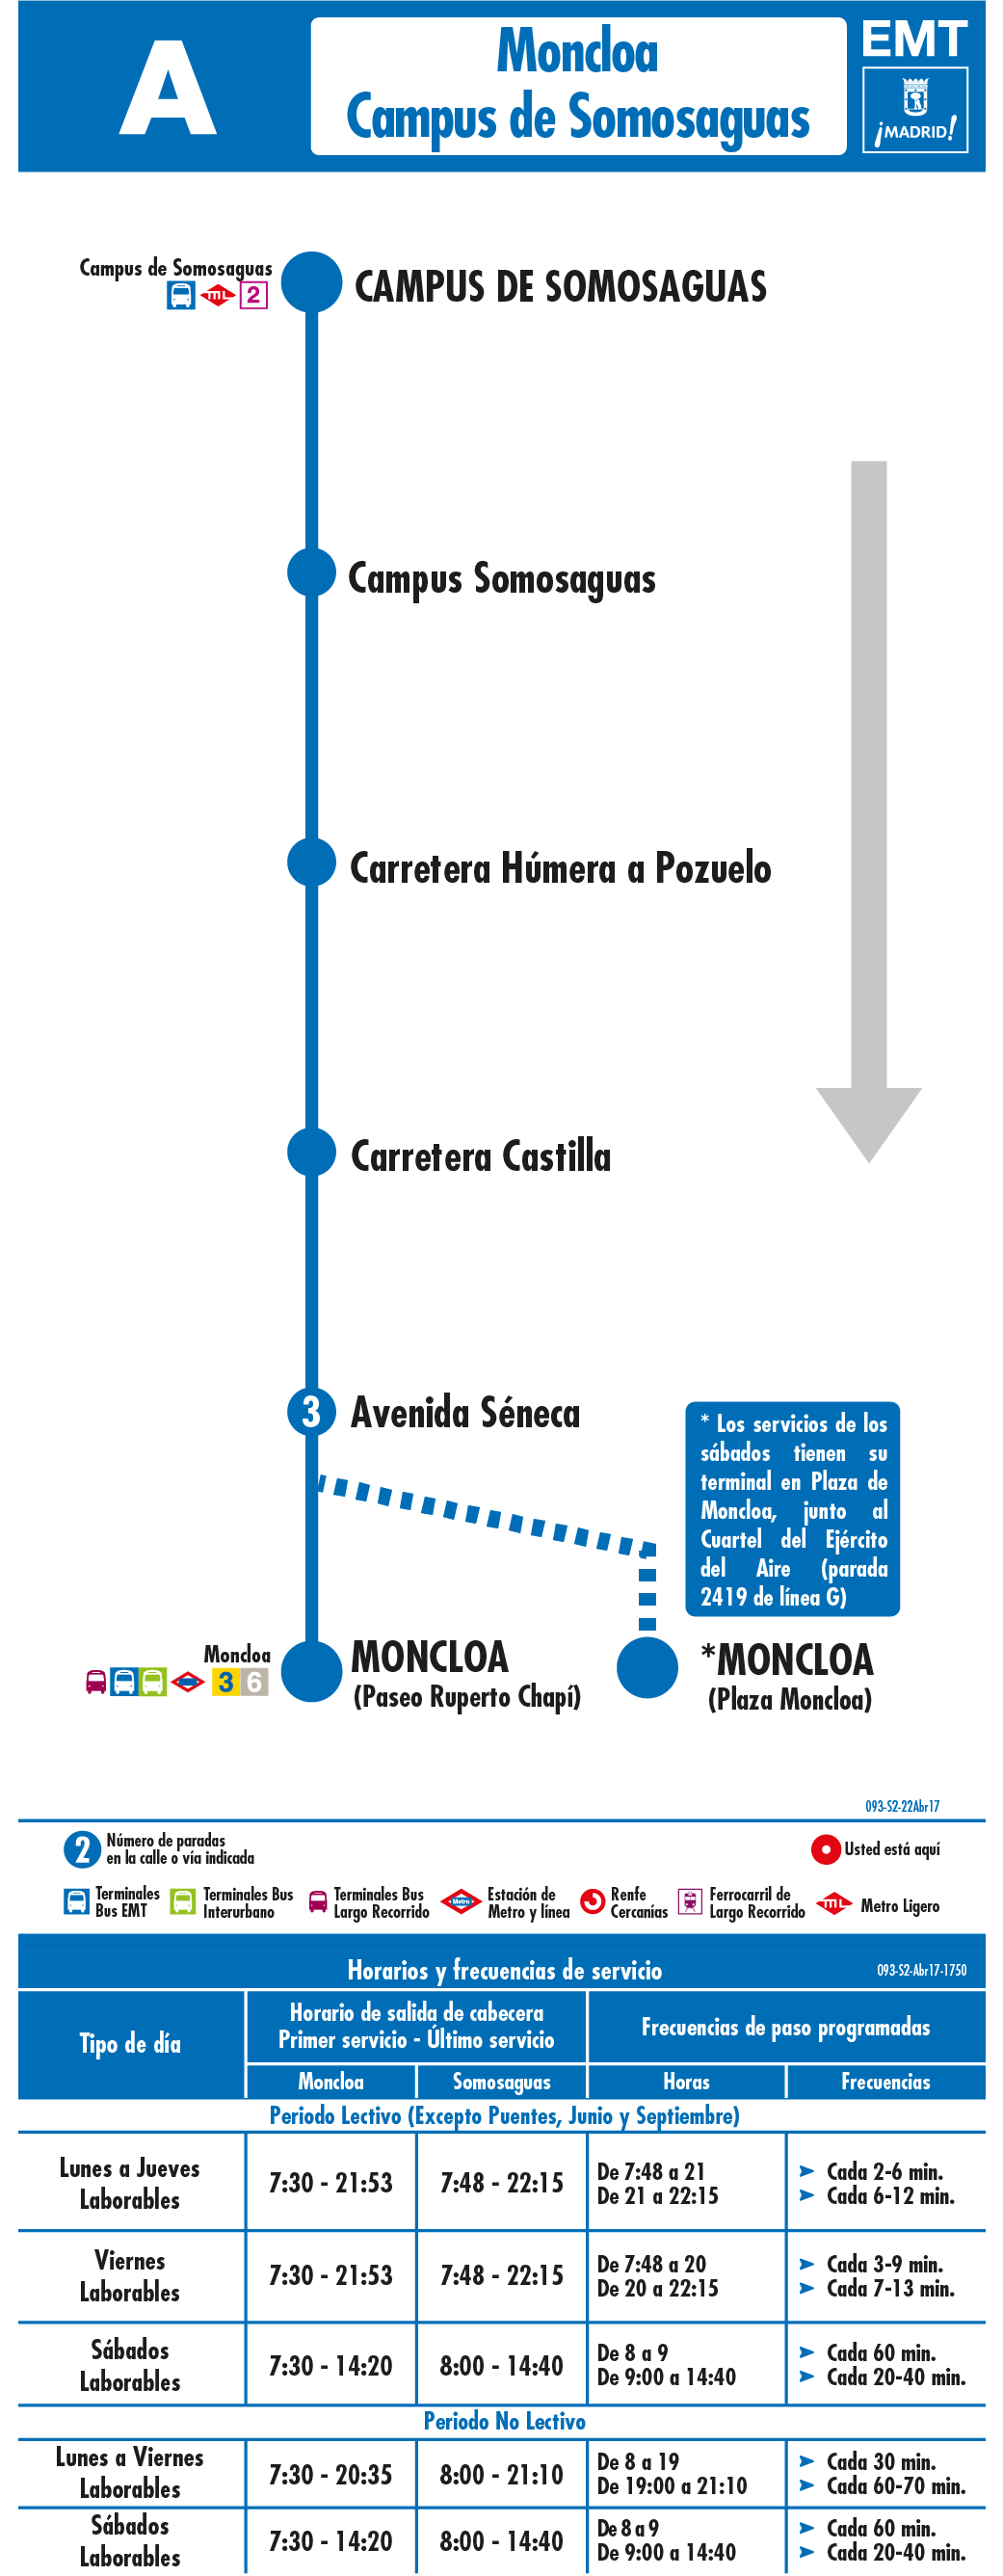 A
Moncloa
Campus de Somosaguas
EMT
¡MADRID!
Campus de Somosaguas
mL 2
CAMPUS DE SOMOSAGUAS
Campus Somosaguas
Carretera Húmera a Pozuelo
Carretera Castilla
3 Avenida Séneca
* Los servicios de los
sábados tienen su
terminal en Plaza de
Moncloa, junto al
Cuartel del Ejército
del Aire (parada
2419 de línea G)
Moncloa
3 6
MONCLOA
(Paseo Ruperto Chapí)
*MONCLOA
(Plaza Moncloa)
093-S2-22Abr17
2 Número de paradas
en la calle o vía indicada
Usted está aquí
Terminales
Bus EMT
Terminales Bus
Interurbano
Terminales Bus
Largo Recorrido
Metro
Estación de
Metro y línea
Renfe
Cercanías
Ferrocarril de
Largo Recorrido
mL Metro Ligero
Horarios y frecuencias de servicio
093-S2-Abr17-1750
Tipo de día
Horario de salida de cabecera
Primer servicio - Último servicio
Frecuencias de paso programadas
Moncloa Somosaguas Horas Frecuencias
Periodo Lectivo (Excepto Puentes, Junio y Septiembre)
Lunes a Jueves
Laborables
7:30 - 21:53 7:48 - 22:15
De 7:48 a 21 Cada 2-6 min.
De 21 a 22:15 Cada 6-12 min.
Viernes
Laborables
7:30 - 21:53 7:48 - 22:15
De 7:48 a 20 Cada 3-9 min.
De 20 a 22:15 Cada 7-13 min.
Sábados
Laborables
7:30 - 14:20 8:00 - 14:40
De 8 a 9 Cada 60 min.
De 9:00 a 14:40 Cada 20-40 min.
Periodo No Lectivo
Lunes a Viernes
Laborables
7:30 - 20:35 8:00 - 21:10
De 8 a 19 Cada 30 min.
De 19:00 a 21:10 Cada 60-70 min.
Sábados
Laborables
7:30 - 14:20 8:00 - 14:40
De 8 a 9 Cada 60 min.
De 9:00 a 14:40 Cada 20-40 min.